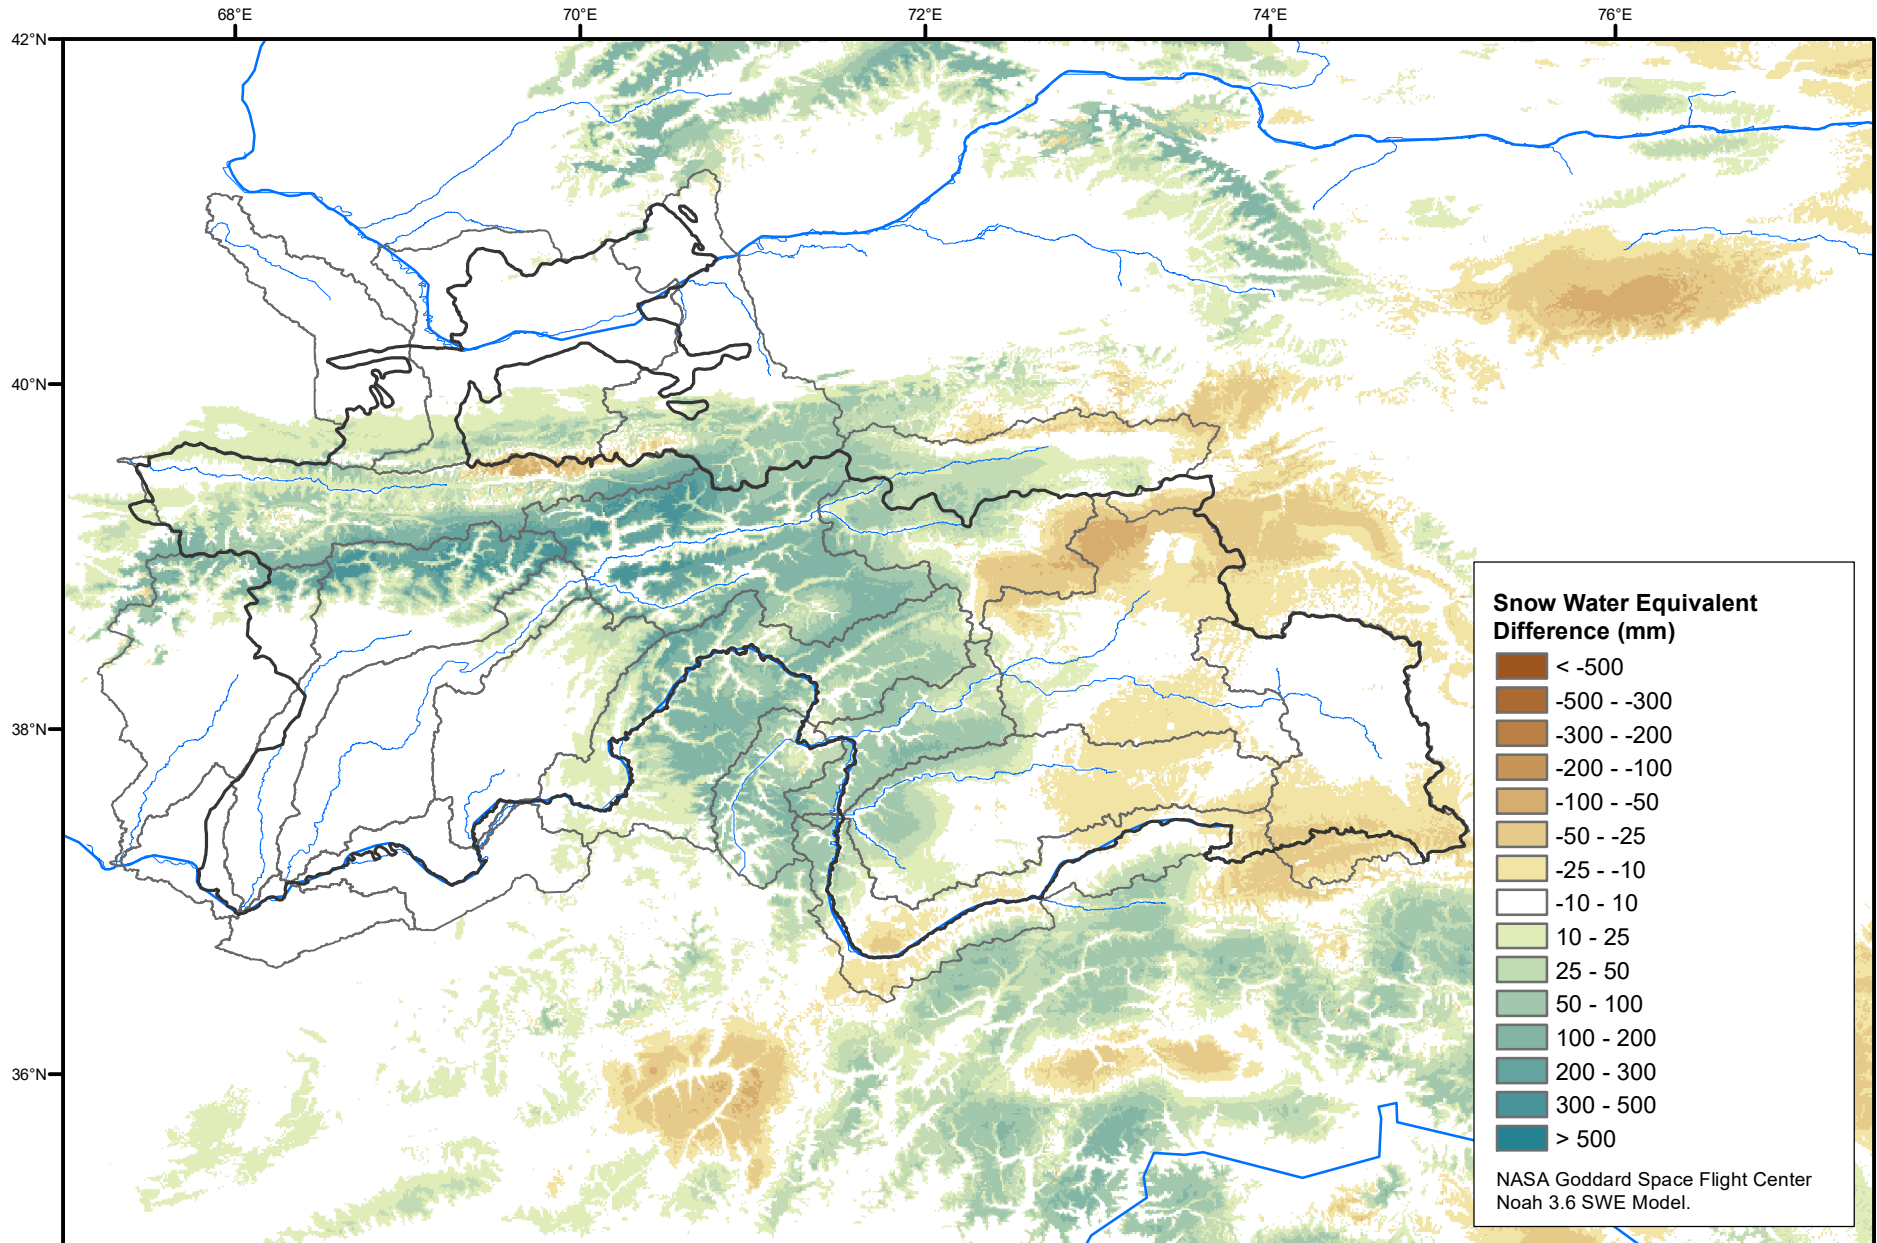 68°E
70°E
72°E
74°E
76°E
42°N
40°N
38°N
36°N
Snow Water Equivalent
Difference (mm)
< -500
-500 - -300
-300 - -200
-200 - -100
-100 - -50
-50 - -25
-25 - -10
-10 - 10
10 - 25
25 - 50
50 - 100
100 - 200
200 - 300
300 - 500
> 500
NASA Goddard Space Flight Center
Noah 3.6 SWE Model.